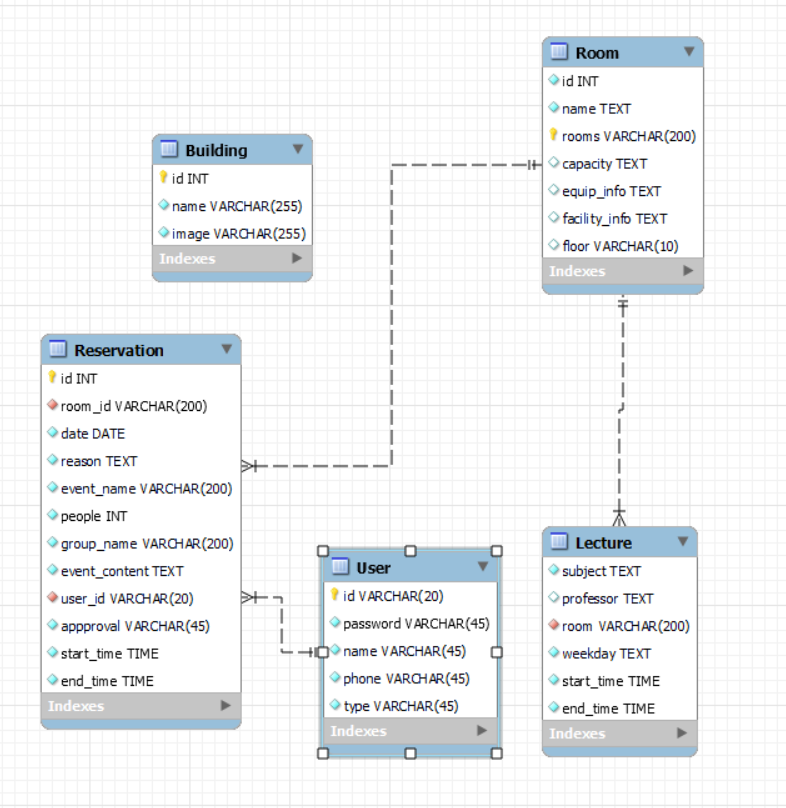 Room
id INT
name TEXT
rooms VARCHAR(200)
capacity TEXT
equip_info TEXT
facility_info TEXT
floor VARCHAR(10)
Indexes
Building
id INT
name VARCHAR(255)
image VARCHAR(255)
Indexes
Reservation
id INT
room_id VARCHAR(200)
date DATE
reason TEXT
event_name VARCHAR(200)
people INT
group_name VARCHAR(200)
event_content TEXT
user_id VARCHAR(20)
appproval VARCHAR(45)
start_time TIME
end_time TIME
Indexes
User
id VARCHAR(20)
password VARCHAR(45)
name VARCHAR(45)
phone VARCHAR(45)
type VARCHAR(45)
Indexes
Lecture
subject TEXT
professor TEXT
room VARCHAR(200)
weekday TEXT
start_time TIME
end_time TIME
Indexes